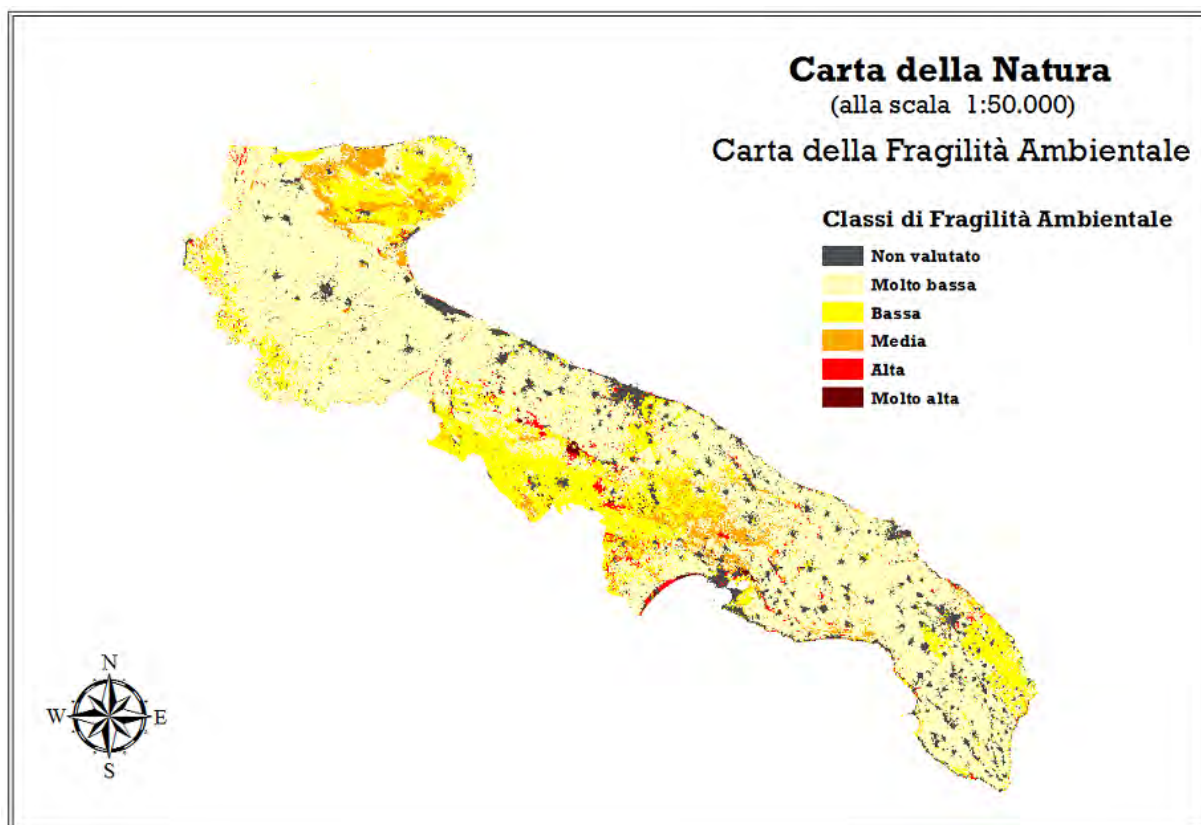 Carta della Natura
(alla scala 1:50.000)
Carta della Fragilità Ambientale
Classi di Fragilità Ambientale
Non valutato
Molto bassa
Bassa
Media
Alta
Molto alta
N
W E
S